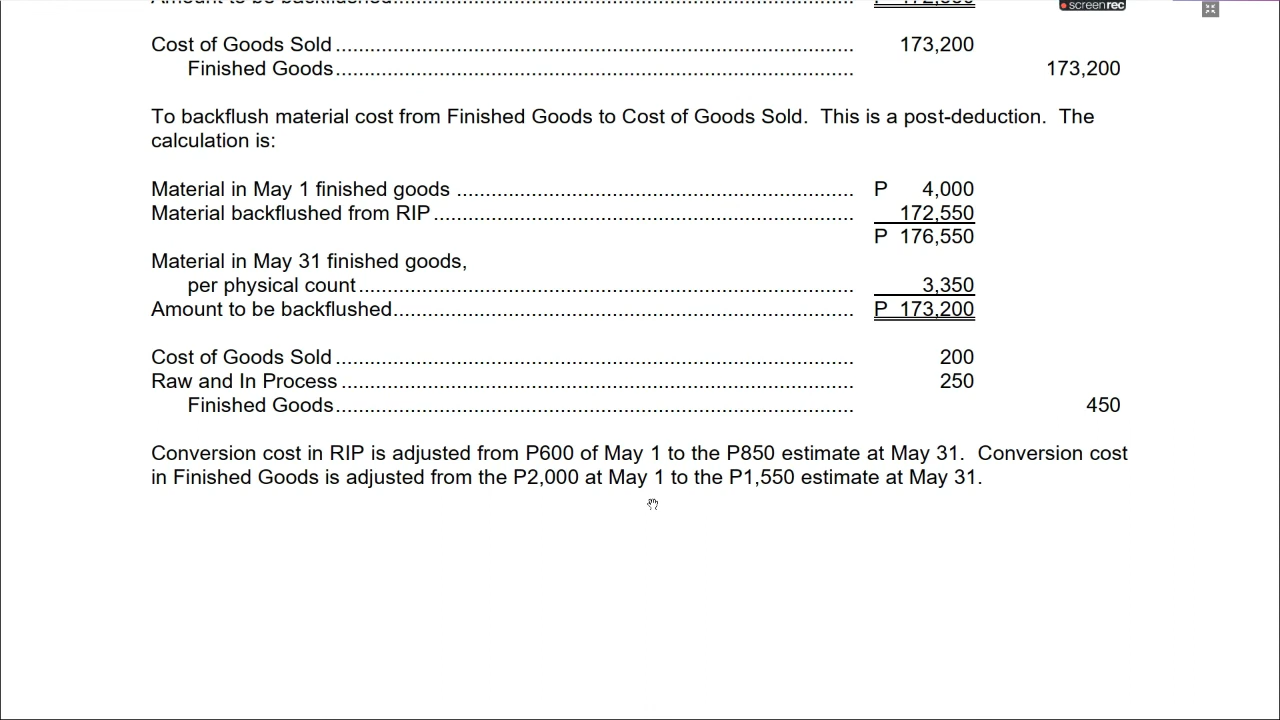 Cost of Goods Sold ........................................................................................... 173,200
Finished Goods......................................................................................... 173,200
To backflush material cost from Finished Goods to Cost of Goods Sold.  This is a post-deduction.  The
calculation is:
Material in May 1 finished goods .................................................................... P 4,000
Material backflushed from RIP......................................................................... 172,550
P 176,550
Material in May 31 finished goods,
per physical count..................................................................................... 3,350
Amount to be backflushed............................................................................... P 173,200
Cost of Goods Sold ......................................................................................... 200
Raw and In Process ........................................................................................ 250
Finished Goods......................................................................................... 450
Conversion cost in RIP is adjusted from P600 of May 1 to the P850 estimate at May 31.  Conversion cost
in Finished Goods is adjusted from the P2,000 at May 1 to the P1,550 estimate at May 31.
screenrec